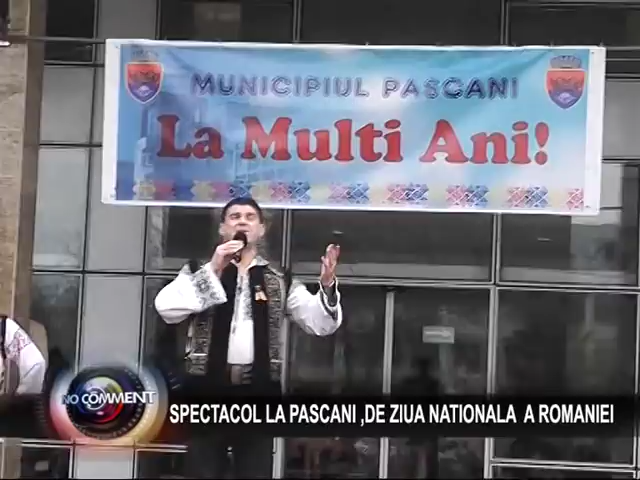 MUNICIPIUL PASCANI
La Multi Ani!
NO COMMENT
SPECTACOL LA PASCANI ,DE ZIUA NATIONALA A ROMANIEI